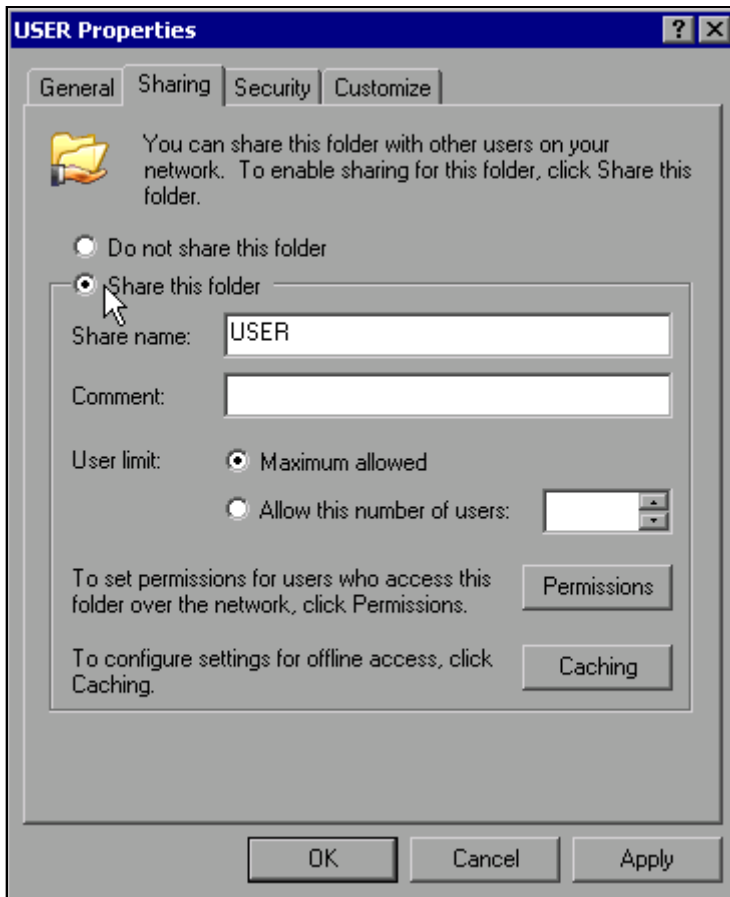 USER Properties
General Sharing Security Customize
You can share this folder with other users on your
network. To enable sharing for this folder, click Share this
folder.
Do not share this folder
Share this folder
Share name: USER
Comment:
User limit: Maximum allowed
Allow this number of users:
To set permissions for users who access this
folder over the network, click Permissions.
Permissions
To configure settings for offline access, click
Caching.
Caching
OK Cancel Apply